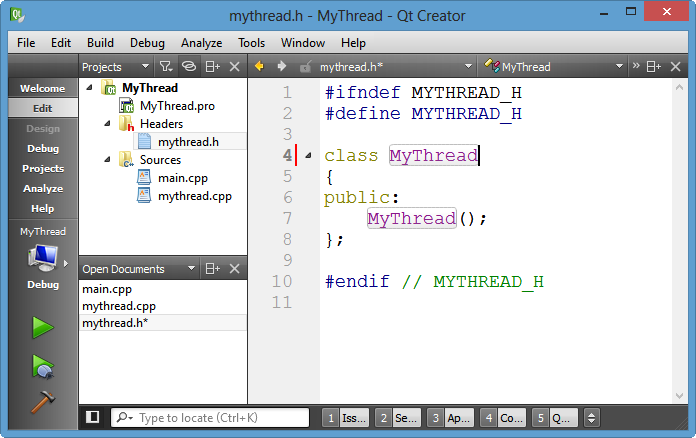 mythread.h - MyThread - Qt Creator
File Edit Build Debug Analyze Tools Window Help
Projects
mythread.h*
MyThread
Welcome
Edit
Design
Debug
Projects
Analyze
Help
MyThread
Debug
MyThread
MyThread.pro
Headers
mythread.h
Sources
main.cpp
mythread.cpp
Open Documents
main.cpp
mythread.cpp
mythread.h*
1 #ifndef MYTHREAD_H
2 #define MYTHREAD_H
3
4 class MyThread
5 {
6 public:
7 MyThread();
8 };
9
10 #endif // MYTHREAD_H
11
Type to locate (Ctrl+K)
1 Iss... 2 Se... 3 Ap... 4 Co... 5 Q...